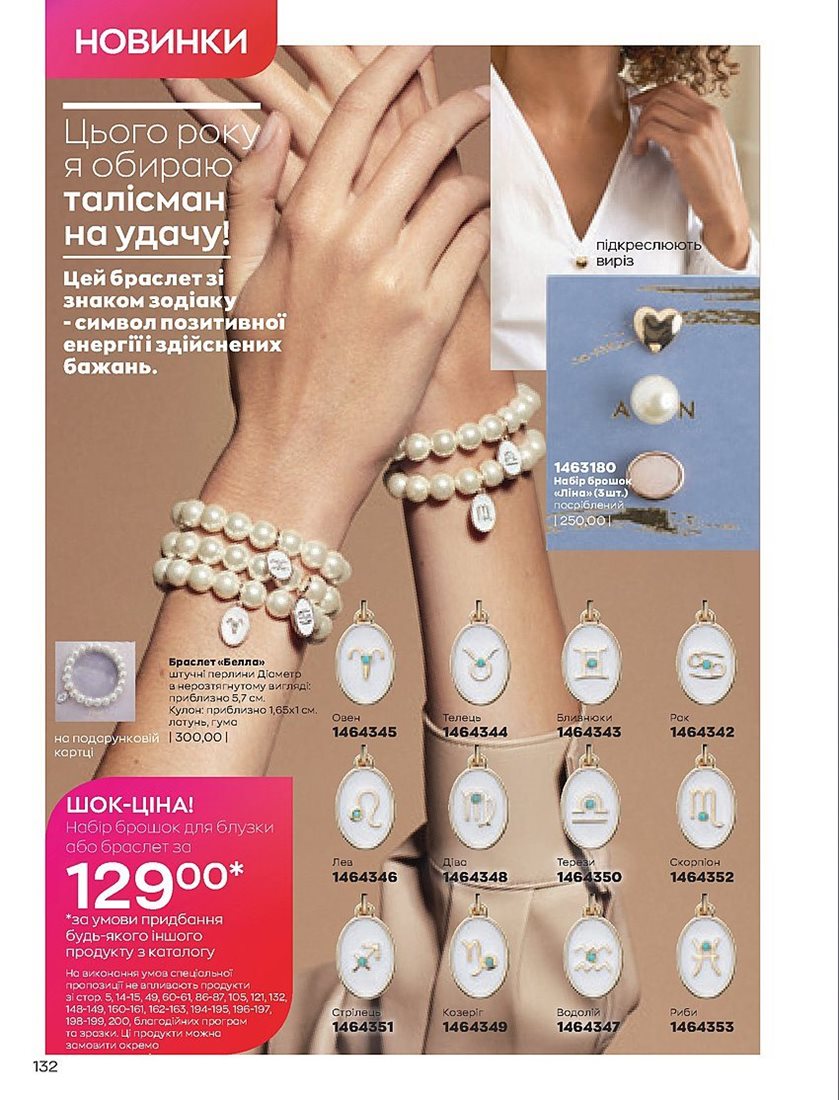 НОВИНКИ
Цього року
я обираю
талісман
на удачу!
Цей браслет зі
знаком зодіаку
- символ позитивної
енергії і здійснених
бажань.
підкреслюють
виріз
A N
1463180
Набір брошок
«Ліна» (3 шт.)
посріблений
| 250,00 |
Браслет «Белла»
штучні перлини Діаметр
в нерозтягнутому вигляді:
приблизно 5,7 см.
Кулон: приблизно 1,65х1 см.
латунь, гума
| 300,00 |
на подарунковій
картці
Овен
1464345
Телець
1464344
Близнюки
1464343
Рак
1464342
Лев
1464346
Діва
1464348
Терези
1464350
Скорпіон
1464352
Стрілець
1464351
Козеріг
1464349
Водолій
1464347
Риби
1464353
ШОК-ЦІНА!
Набір брошок для блузки
або браслет за
129⁰⁰*
*за умови придбання
будь-якого іншого
продукту з каталогу
На виконання умов спеціальної
пропозиції не впливають продукти
зі стор. 5, 14-15, 49, 60-61, 86-87, 105, 121, 132,
148-149, 160-161, 162-163, 194-195, 196-197,
198-199, 200, благодійних програм
та зразки. Ці продукти можна
замовити окремо
132